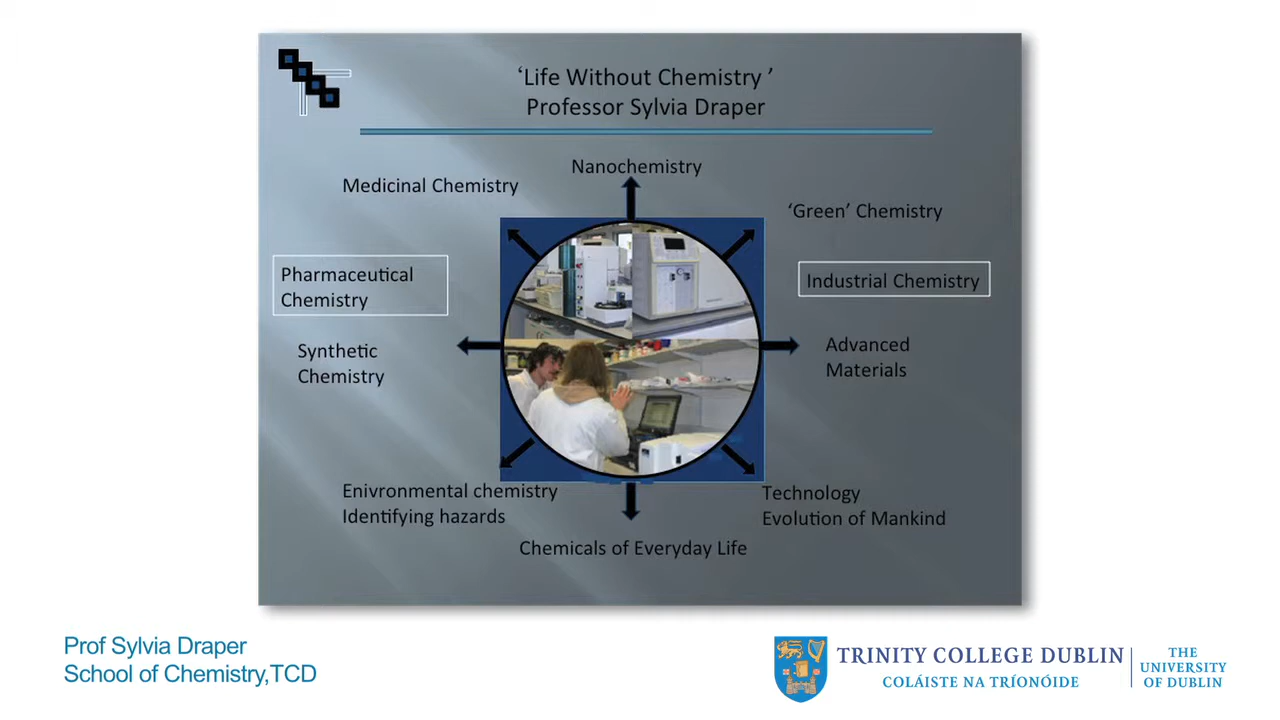 ‘Life Without Chemistry ’
Professor Sylvia Draper
Nanochemistry
Medicinal Chemistry
‘Green’ Chemistry
Pharmaceutical
Chemistry
Industrial Chemistry
Synthetic
Chemistry
Advanced
Materials
Enivronmental chemistry
Identifying hazards
Technology
Evolution of Mankind
Chemicals of Everyday Life
Prof Sylvia Draper
School of Chemistry,TCD
TRINITY COLLEGE DUBLIN
COLÁISTE NA TRÍONÓIDE
THE
UNIVERSITY
OF DUBLIN